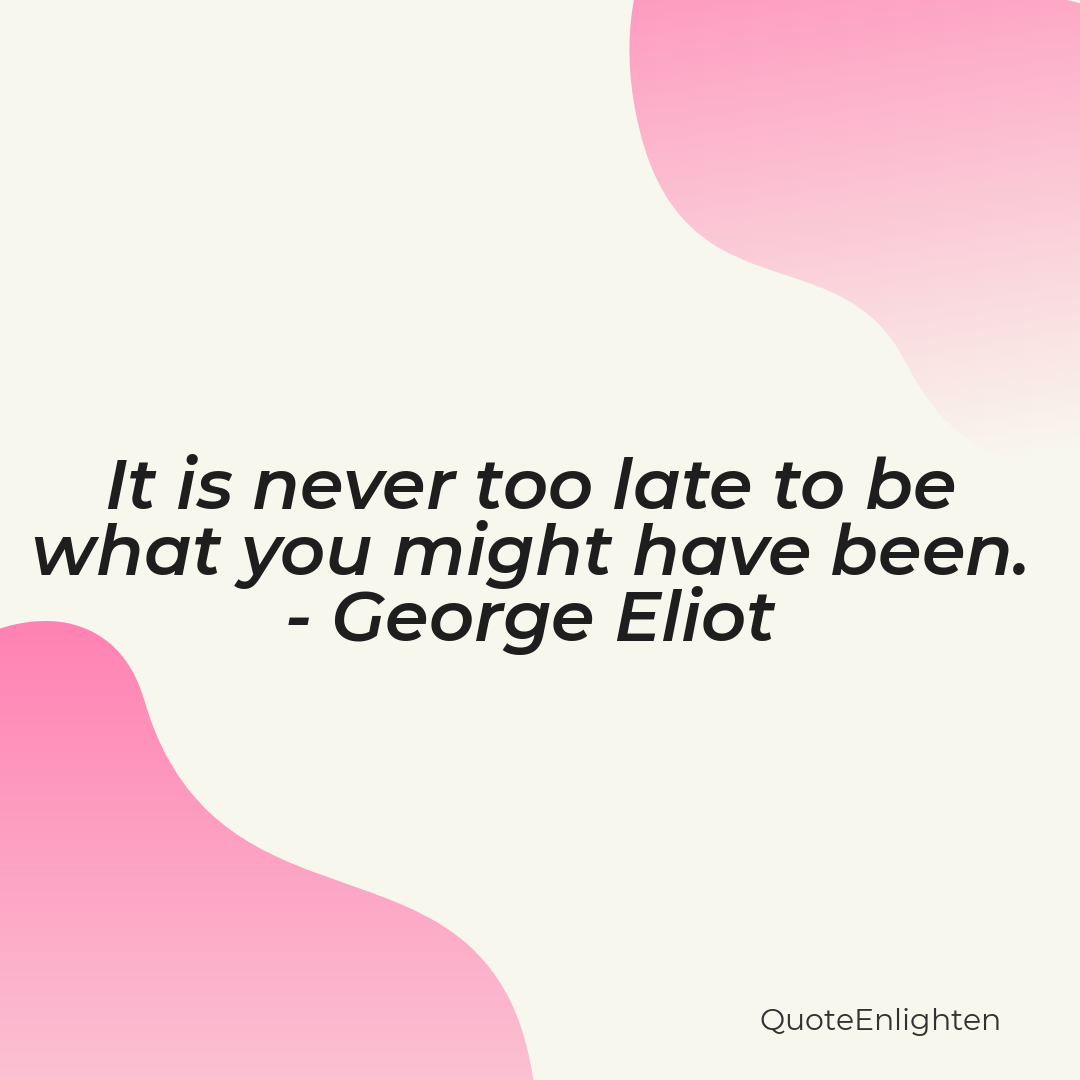 It is never too late to be
what you might have been.
- George Eliot
QuoteEnlighten